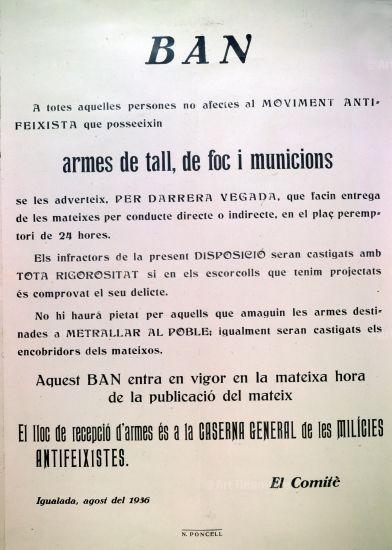 BAN
A totes aquelles persones no afectes al MOVIMENT ANTI-
FEIXISTA que posseeixin
armes de tall, de foc i municions
se les adverteix, PER DARRERA VEGADA, que facin entrega
de les mateixes per conducte directe o indirecte, en el plaç peremp-
tori de 24 hores.
Els infractors de la present DISPOSICIÓ seran castigats amb
TOTA RIGOROSITAT si en els escorcolls que tenim projectats
és comprovat el seu delicte.
No hi haurà pietat per aquells que amaguin les armes desti-
nades a METRALLAR AL POBLE; igualment seran castigats els
encobridors dels mateixos.
Aquest BAN entra en vigor en la mateixa hora
de la publicació del mateix
El lloc de recepció d'armes és a la CASERNA GENERAL de les MILÍCIES
ANTIFEIXISTES.
El Comitè
Igualada, agost del 1936
N. PONCELL